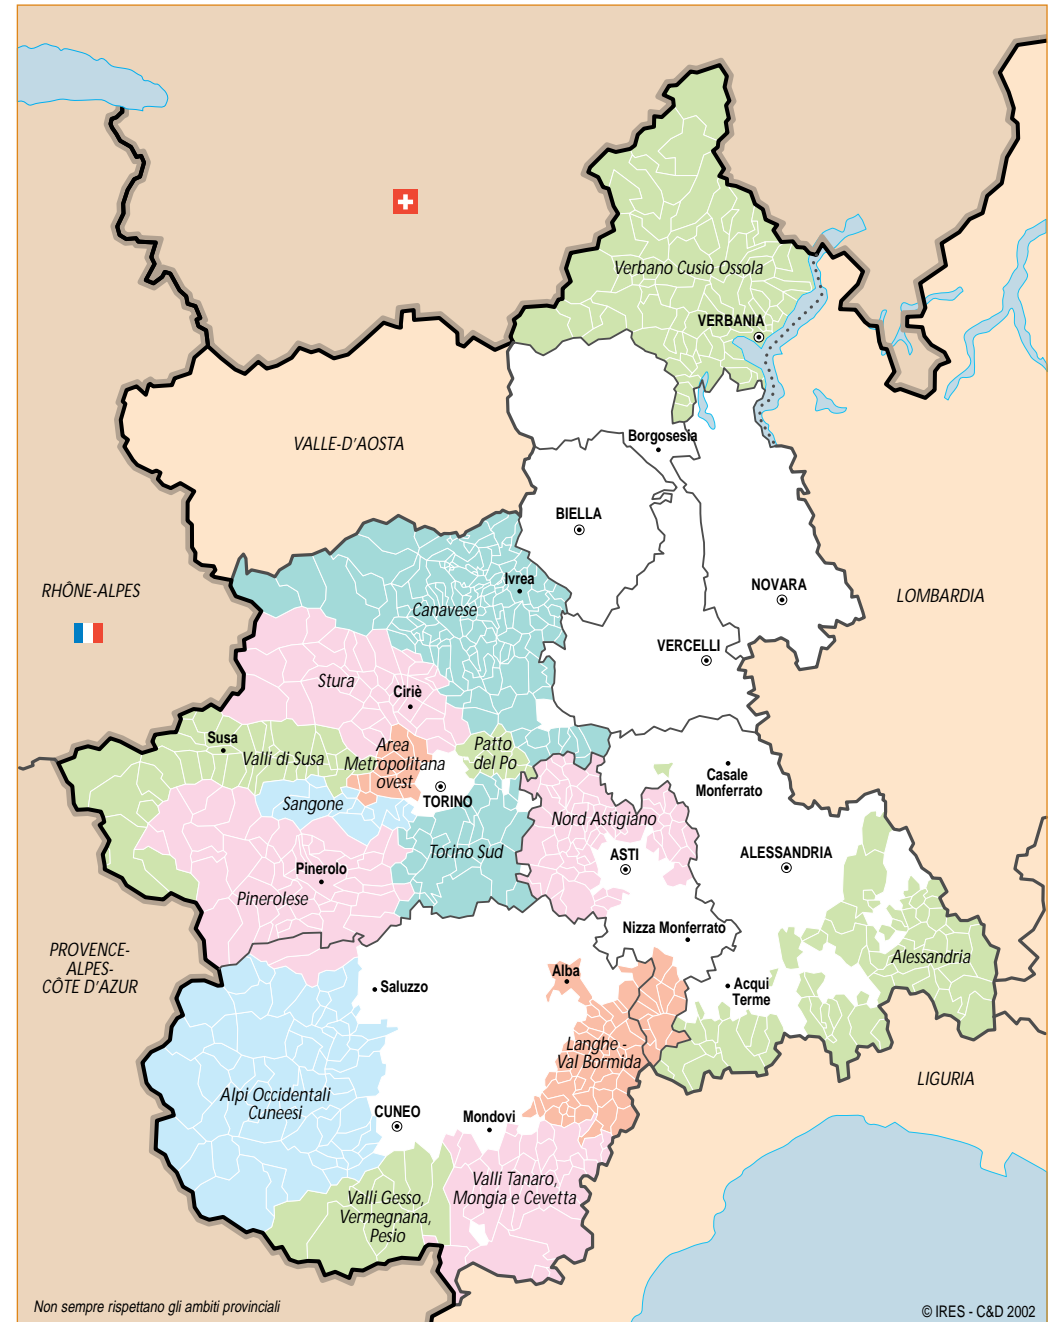 Verbano Cusio Ossola
VERBANIA
VALLE-D'AOSTA
Borgosesia
BIELLA
Ivrea
NOVARA
RHÔNE-ALPES
LOMBARDIA
Canavese
VERCELLI
Stura
Ciriè
Susa
Valli di Susa
Area
Metropolitana
ovest
Patto
del Po
Casale
Monferrato
Sangone
TORINO
Nord Astigiano
Torino Sud
ASTI
ALESSANDRIA
Pinerolo
Pinerolese
Nizza Monferrato
PROVENCE-
ALPES-
CÔTE D'AZUR
Alessandria
Alba
Saluzzo
Acqui
Terme
Langhe -
Val Bormida
LIGURIA
Alpi Occidentali
Cuneesi
CUNEO
Mondovi
Valli Tanaro,
Mongia e Cevetta
Valli Gesso,
Vermegnana,
Pesio
Non sempre rispettano gli ambiti provinciali
© IRES - C&D 2002